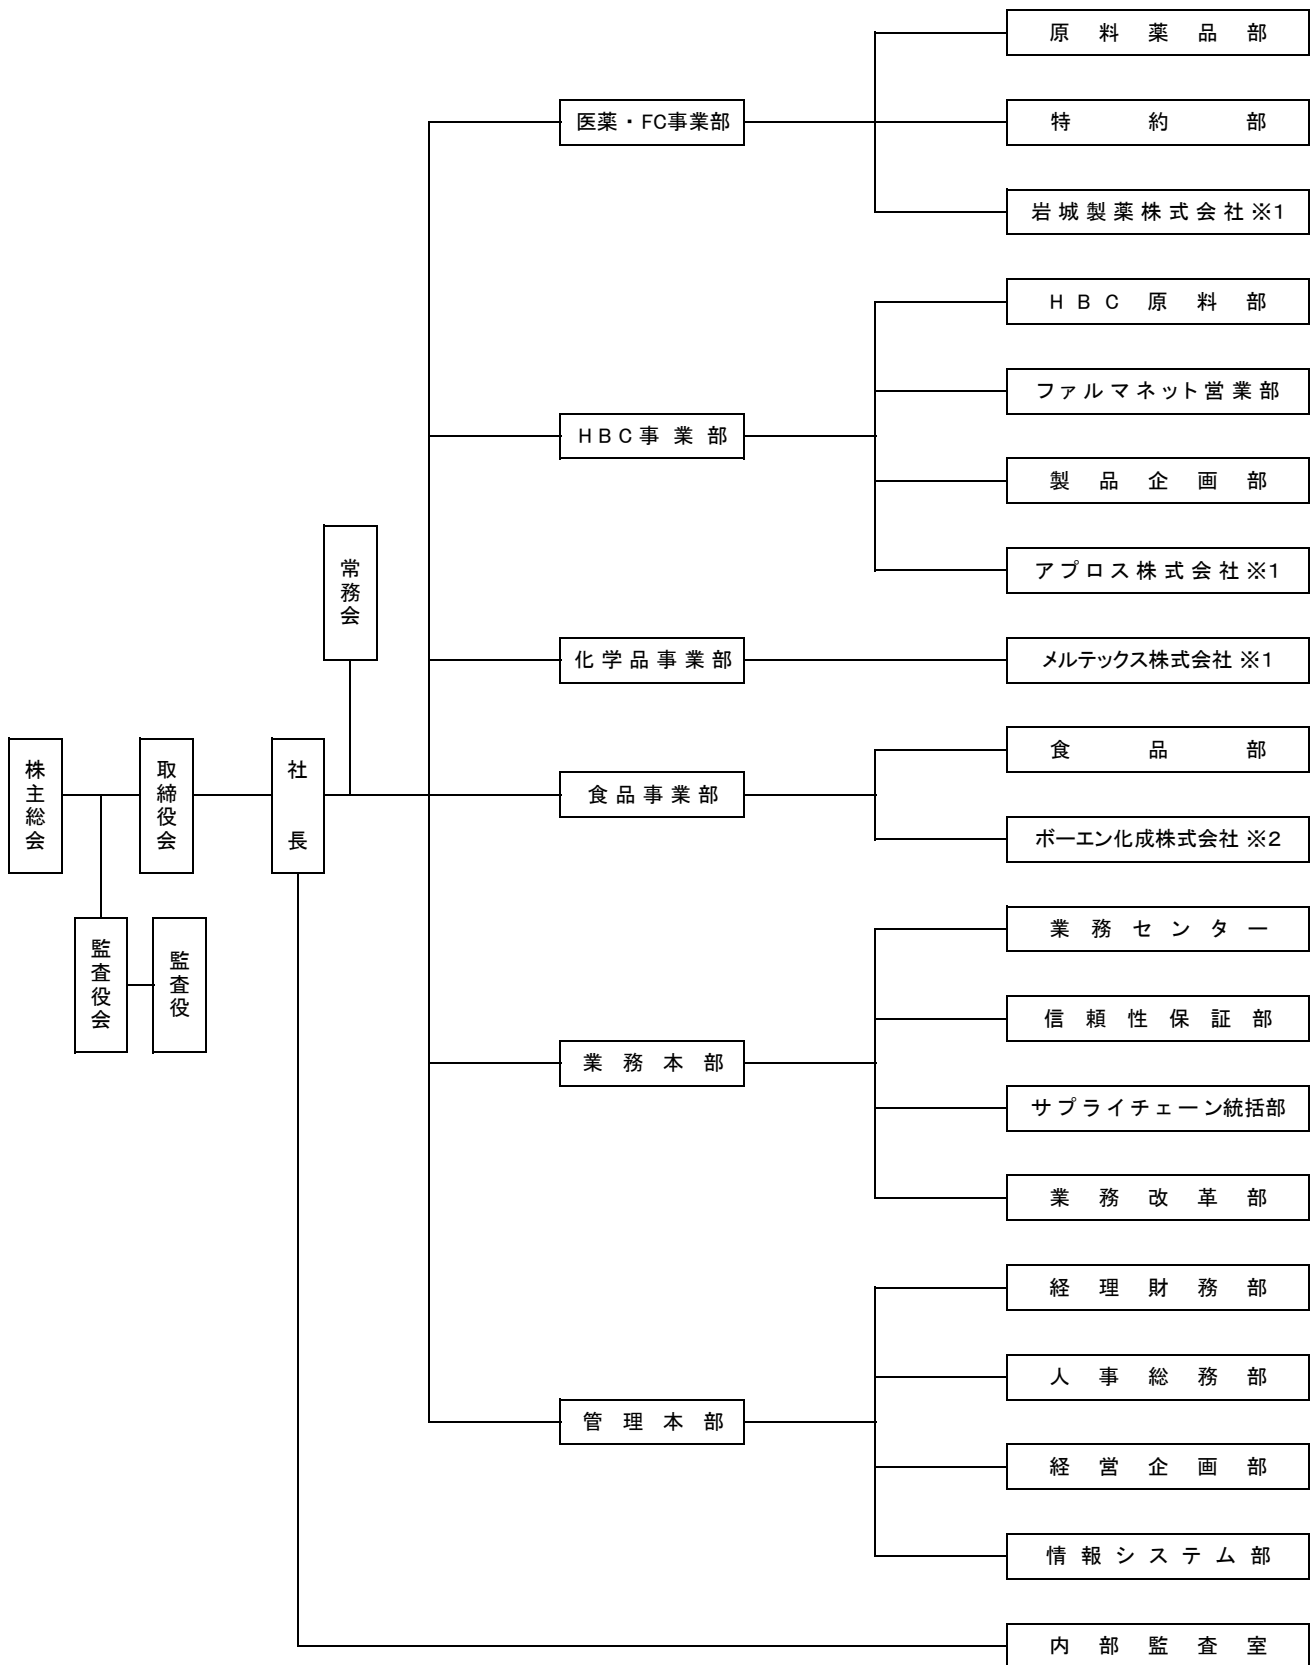 株主総会
取締役会
監査役会
監査役
社長
常務会
医薬・FC事業部
原料薬品部
特約部
岩城製薬株式会社※1
HBC事業部
HBC原料部
ファルマネット営業部
製品企画部
アプロス株式会社※1
化学品事業部
メルテックス株式会社※1
食品事業部
食品部
ボーエン化成株式会社※2
業務本部
業務センター
信頼性保証部
サプライチェーン統括部
業務改革部
管理本部
経理財務部
人事総務部
経営企画部
情報システム部
内部監査室